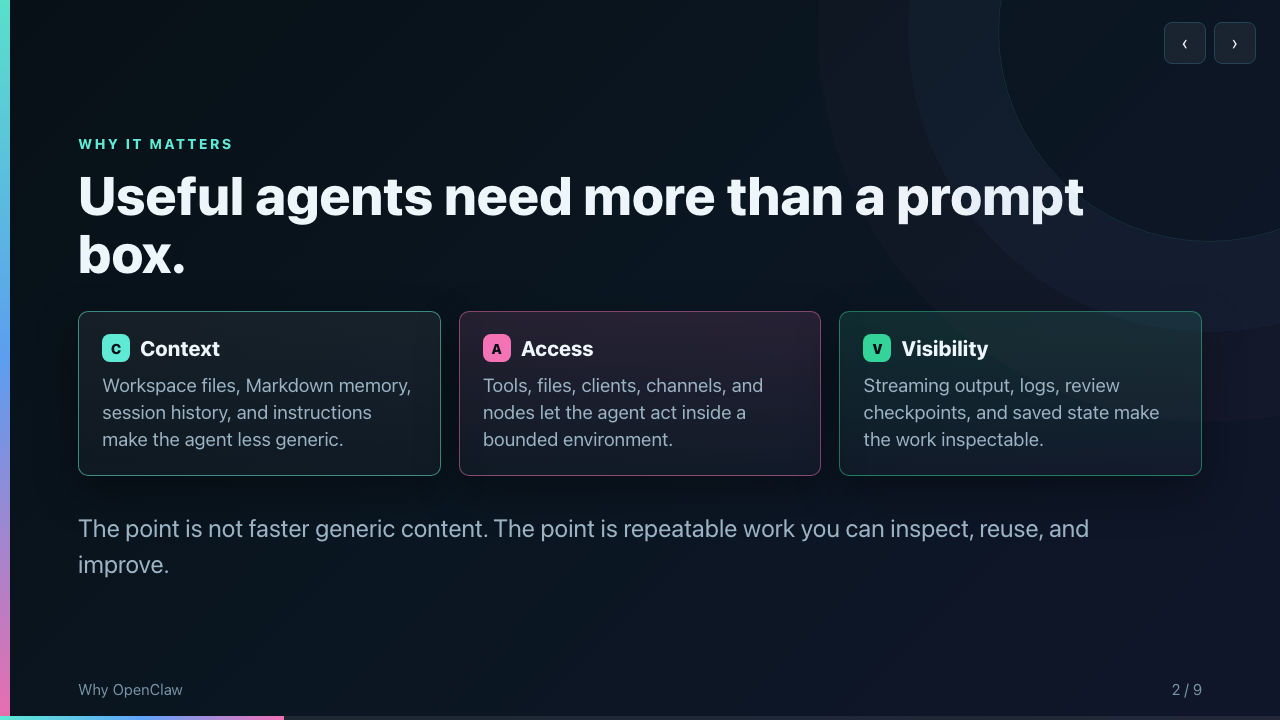 ‹ ›
WHY IT MATTERS
Useful agents need more than a prompt
box.
C Context
Workspace files, Markdown memory,
session history, and instructions
make the agent less generic.
A Access
Tools, files, clients, channels, and
nodes let the agent act inside a
bounded environment.
V Visibility
Streaming output, logs, review
checkpoints, and saved state make
the work inspectable.
The point is not faster generic content. The point is repeatable work you can inspect, reuse, and
improve.
Why OpenClaw
2 / 9